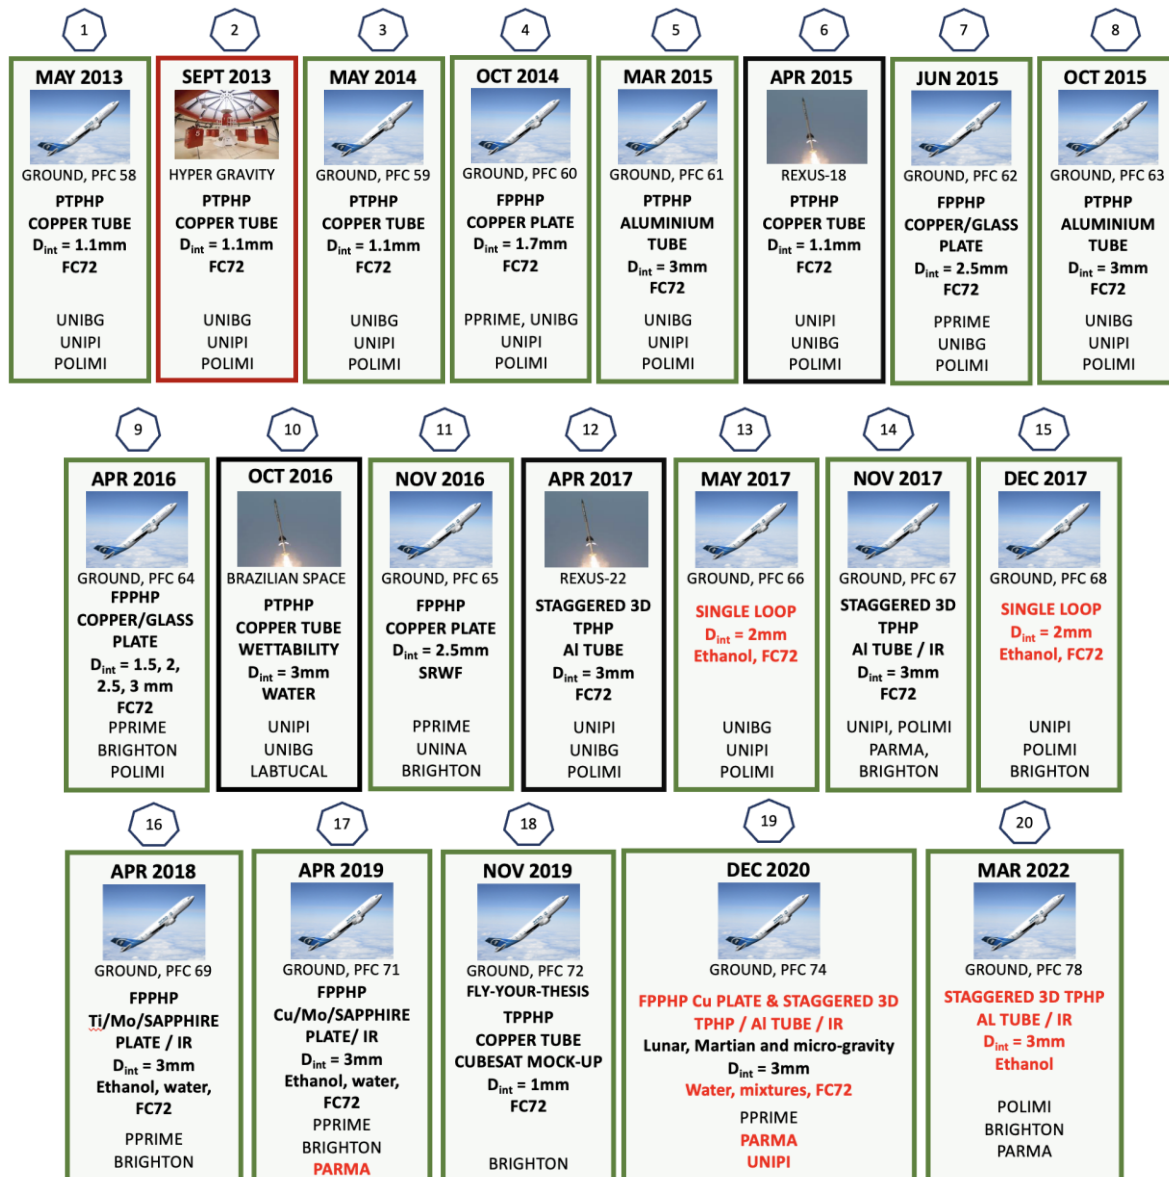 1
MAY 2013
GROUND, PFC 58
PTPHP
COPPER TUBE
Dint = 1.1mm
FC72
UNIBG
UNIPI
POLIMI
2
SEPT 2013
HYPER GRAVITY
PTPHP
COPPER TUBE
Dint = 1.1mm
FC72
UNIBG
UNIPI
POLIMI
3
MAY 2014
GROUND, PFC 59
PTPHP
COPPER TUBE
Dint = 1.1mm
FC72
UNIBG
UNIPI
POLIMI
4
OCT 2014
GROUND, PFC 60
FPPHP
COPPER PLATE
Dint = 1.7mm
FC72
PPRIME, UNIBG
UNIPI
POLIMI
5
MAR 2015
GROUND, PFC 61
PTPHP
ALUMINIUM
TUBE
Dint = 3mm
FC72
UNIBG
UNIPI
POLIMI
6
APR 2015
REXUS-18
PTPHP
COPPER TUBE
Dint = 1.1mm
FC72
UNIPI
UNIBG
POLIMI
7
JUN 2015
GROUND, PFC 62
FPPHP
COPPER/GLASS
PLATE
Dint = 2.5mm
FC72
PPRIME
UNIBG
POLIMI
8
OCT 2015
GROUND, PFC 63
PTPHP
ALUMINIUM
TUBE
Dint = 3mm
FC72
UNIBG
UNIPI
POLIMI
9
APR 2016
GROUND, PFC 64
FPPHP
COPPER/GLASS
PLATE
Dint = 1.5, 2,
2.5, 3 mm
FC72
PPRIME
BRIGHTON
POLIMI
10
OCT 2016
BRAZILIAN SPACE
PTPHP
COPPER TUBE
WETTABILITY
Dint = 3mm
WATER
UNIPI
UNIBG
LABTUCAL
11
NOV 2016
GROUND, PFC 65
FPPHP
COPPER PLATE
Dint = 2.5mm
SRWF
PPRIME
UNINA
BRIGHTON
12
APR 2017
REXUS-22
STAGGERED 3D
TPHP
Al TUBE
Dint = 3mm
FC72
UNIPI
UNIBG
POLIMI
13
MAY 2017
GROUND, PFC 66
SINGLE LOOP
Dint = 2mm
Ethanol, FC72
UNIBG
UNIPI
POLIMI
14
NOV 2017
GROUND, PFC 67
STAGGERED 3D
TPHP
Al TUBE / IR
Dint = 3mm
FC72
UNIPI, POLIMI
PARMA,
BRIGHTON
15
DEC 2017
GROUND, PFC 68
SINGLE LOOP
Dint = 2mm
Ethanol, FC72
UNIPI
POLIMI
BRIGHTON
16
APR 2018
GROUND, PFC 69
FPPHP
Ti/Mo/SAPPHIRE
PLATE / IR
Dint = 3mm
Ethanol, water,
FC72
PPRIME
BRIGHTON
17
APR 2019
GROUND, PFC 71
FPPHP
Cu/Mo/SAPPHIRE
PLATE/ IR
Dint = 3mm
Ethanol, water,
FC72
PPRIME
BRIGHTON
PARMA
18
NOV 2019
GROUND, PFC 72
FLY-YOUR-THESIS
TPPHP
COPPER TUBE
CUBESAT MOCK-UP
Dint = 1mm
FC72
BRIGHTON
19
DEC 2020
GROUND, PFC 74
FPPHP Cu PLATE & STAGGERED 3D
TPHP / Al TUBE / IR
Lunar, Martian and micro-gravity
Dint = 3mm
Water, mixtures, FC72
PPRIME
PARMA
UNIPI
20
MAR 2022
GROUND, PFC 78
STAGGERED 3D TPHP
AL TUBE / IR
Dint = 3mm
Ethanol
POLIMI
BRIGHTON
PARMA